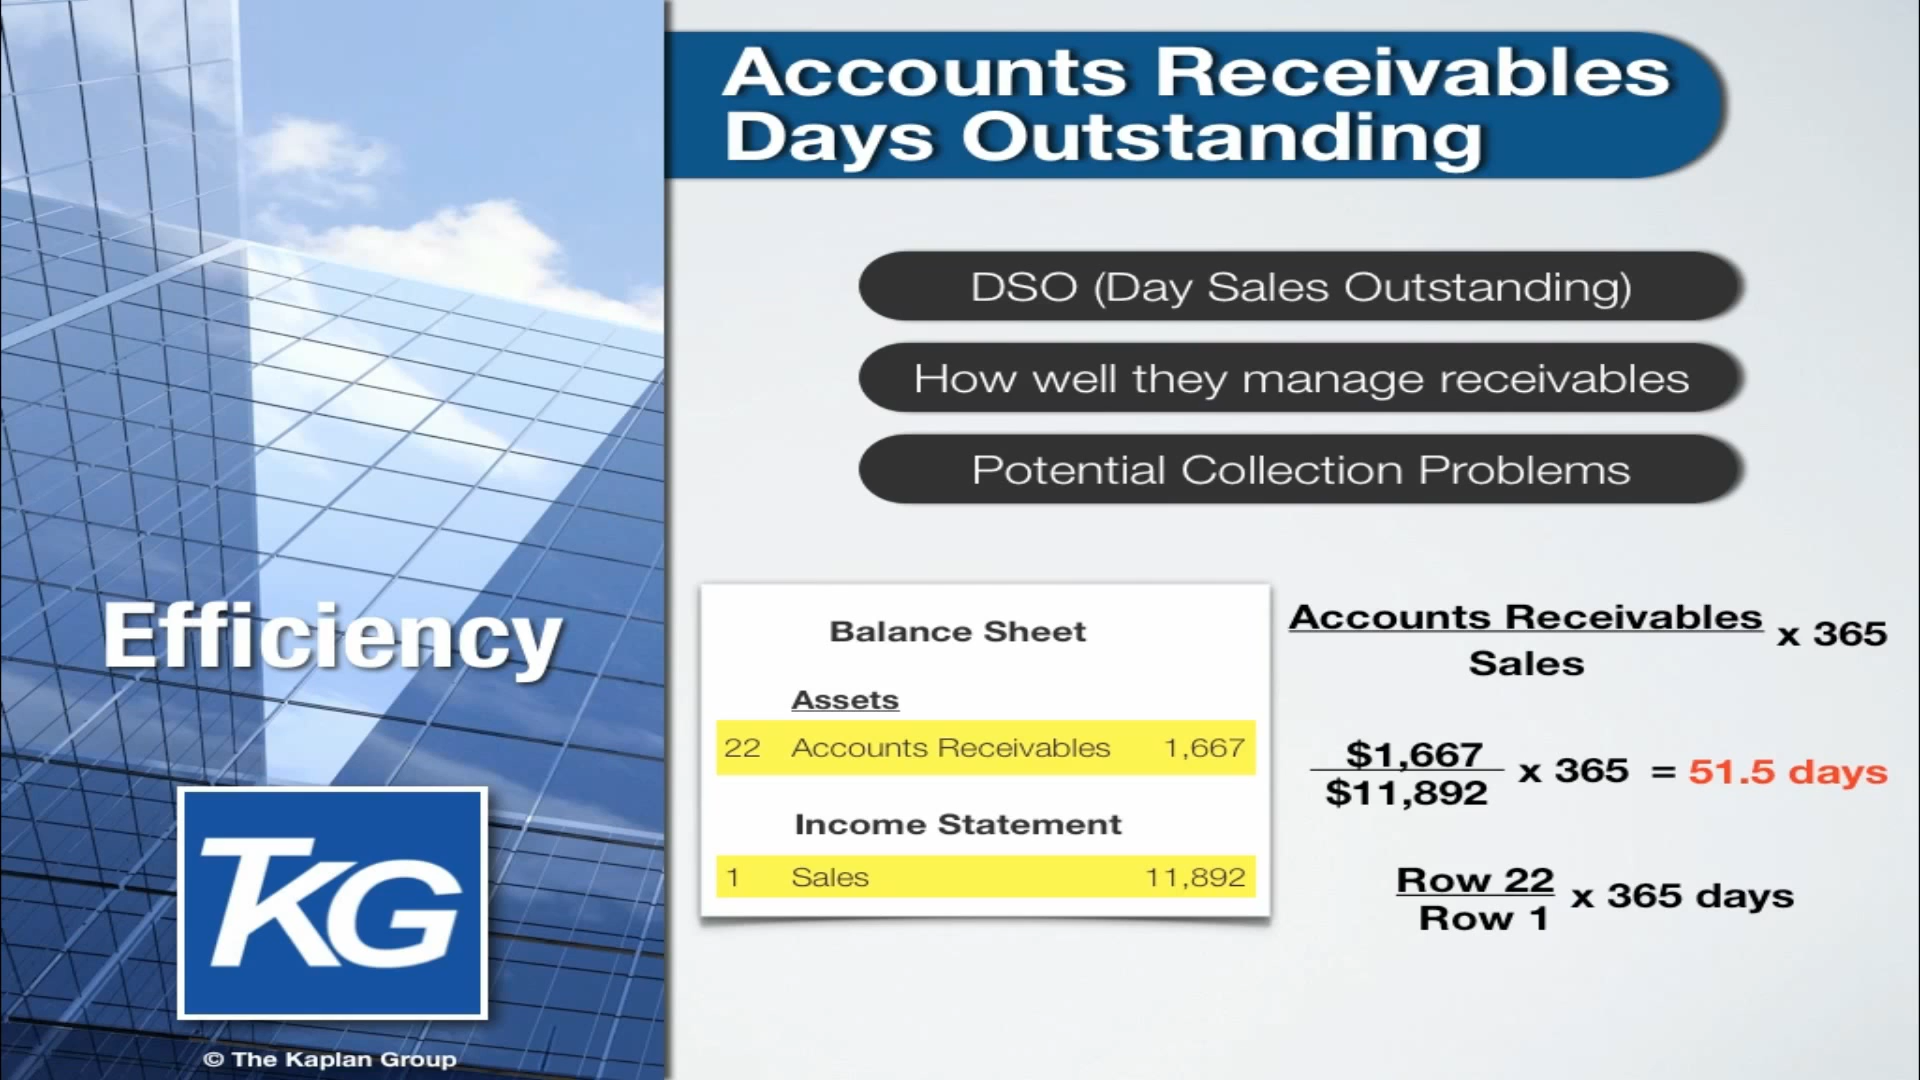 Accounts Receivables
Days Outstanding
DSO (Day Sales Outstanding)
How well they manage receivables
Potential Collection Problems
Efficiency
TKG
© The Kaplan Group
Balance Sheet
Assets
22 Accounts Receivables 1,667
Income Statement
1 Sales 11,892
Accounts Receivables x 365
Sales
$1,667 x 365 = 51.5 days
$11,892
Row 22 x 365 days
Row 1